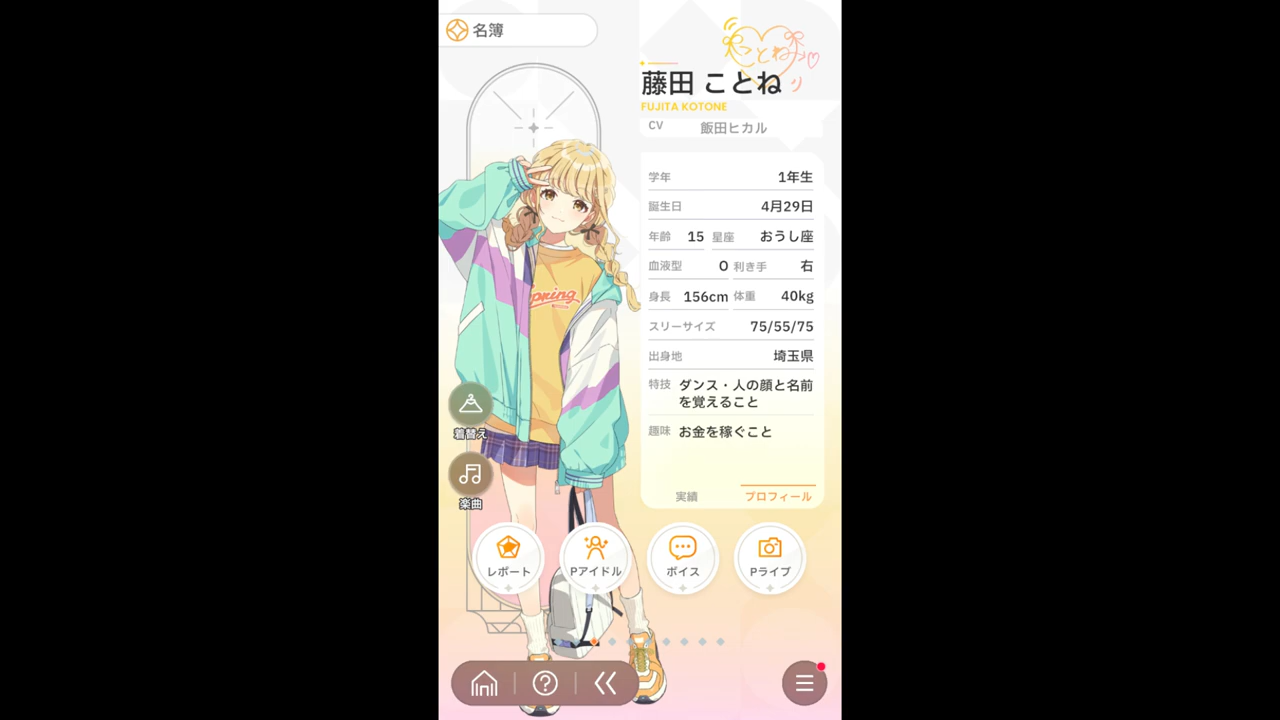 名簿
ことね
藤田 ことね
FUJITA KOTONE
CV 飯田ヒカル
学年 1年生
誕生日 4月29日
年齢 15 星座 おうし座
血液型 O 利き手 右
身長 156cm 体重 40kg
スリーサイズ 75/55/75
出身地 埼玉県
特技 ダンス・人の顔と名前
を覚えること
趣味 お金を稼ぐこと
実績 プロフィール
spring
着替え
楽曲
レポート Pアイドル ボイス Pライブ